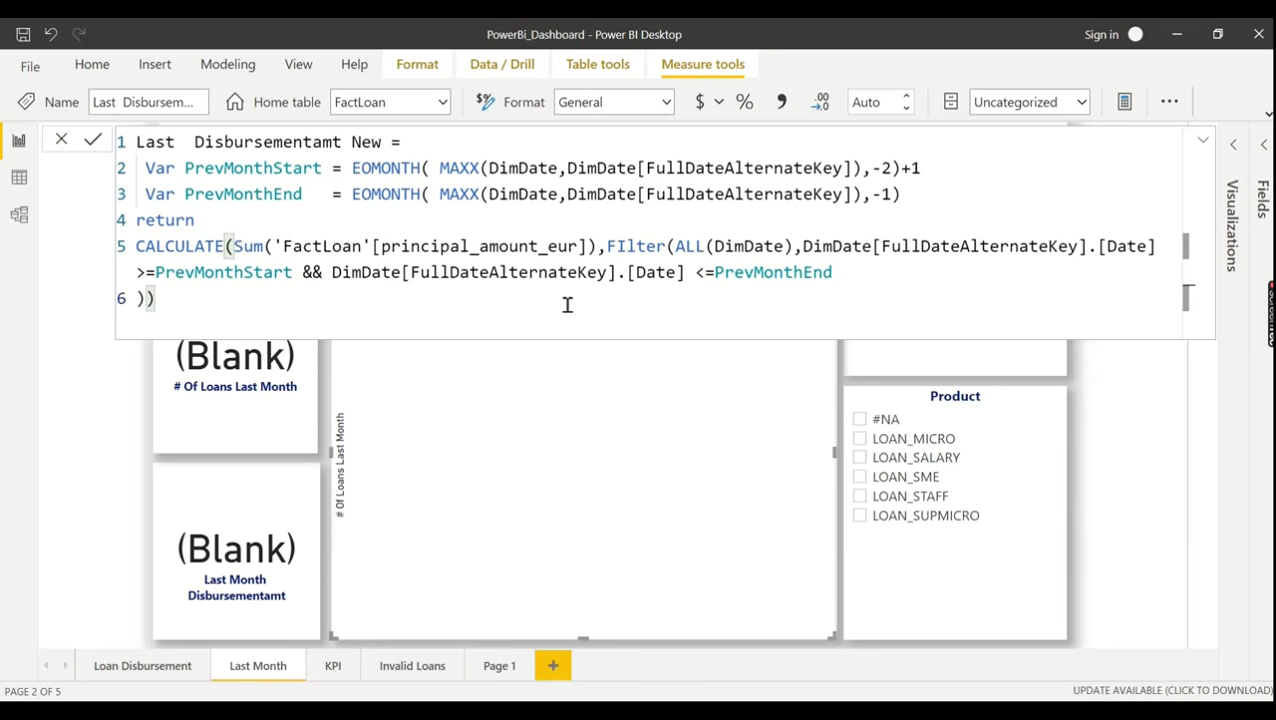 PowerBi_Dashboard - Power BI Desktop
Sign in
File
Home
Insert
Modeling
View
Help
Format
Data / Drill
Table tools
Measure tools
Name
Last Disbursem...
Home table
FactLoan
Format
General
$
%
Auto
Uncategorized
1 Last Disbursementamt New =
2 Var PrevMonthStart = EOMONTH( MAXX(DimDate,DimDate[FullDateAlternateKey]),-2)+1
3 Var PrevMonthEnd = EOMONTH( MAXX(DimDate,DimDate[FullDateAlternateKey]),-1)
4 return
5 CALCULATE(Sum('FactLoan'[principal_amount_eur]),FIlter(ALL(DimDate),DimDate[FullDateAlternateKey].[Date]
>=PrevMonthStart && DimDate[FullDateAlternateKey].[Date] <=PrevMonthEnd
6 ))
Visualizations
Fields
(Blank)
# Of Loans Last Month
# Of Loans Last Month
(Blank)
Last Month
Disbursementamt
Product
#NA
LOAN_MICRO
LOAN_SALARY
LOAN_SME
LOAN_STAFF
LOAN_SUPMICRO
Loan Disbursement
Last Month
KPI
Invalid Loans
Page 1
PAGE 2 OF 5
UPDATE AVAILABLE (CLICK TO DOWNLOAD)